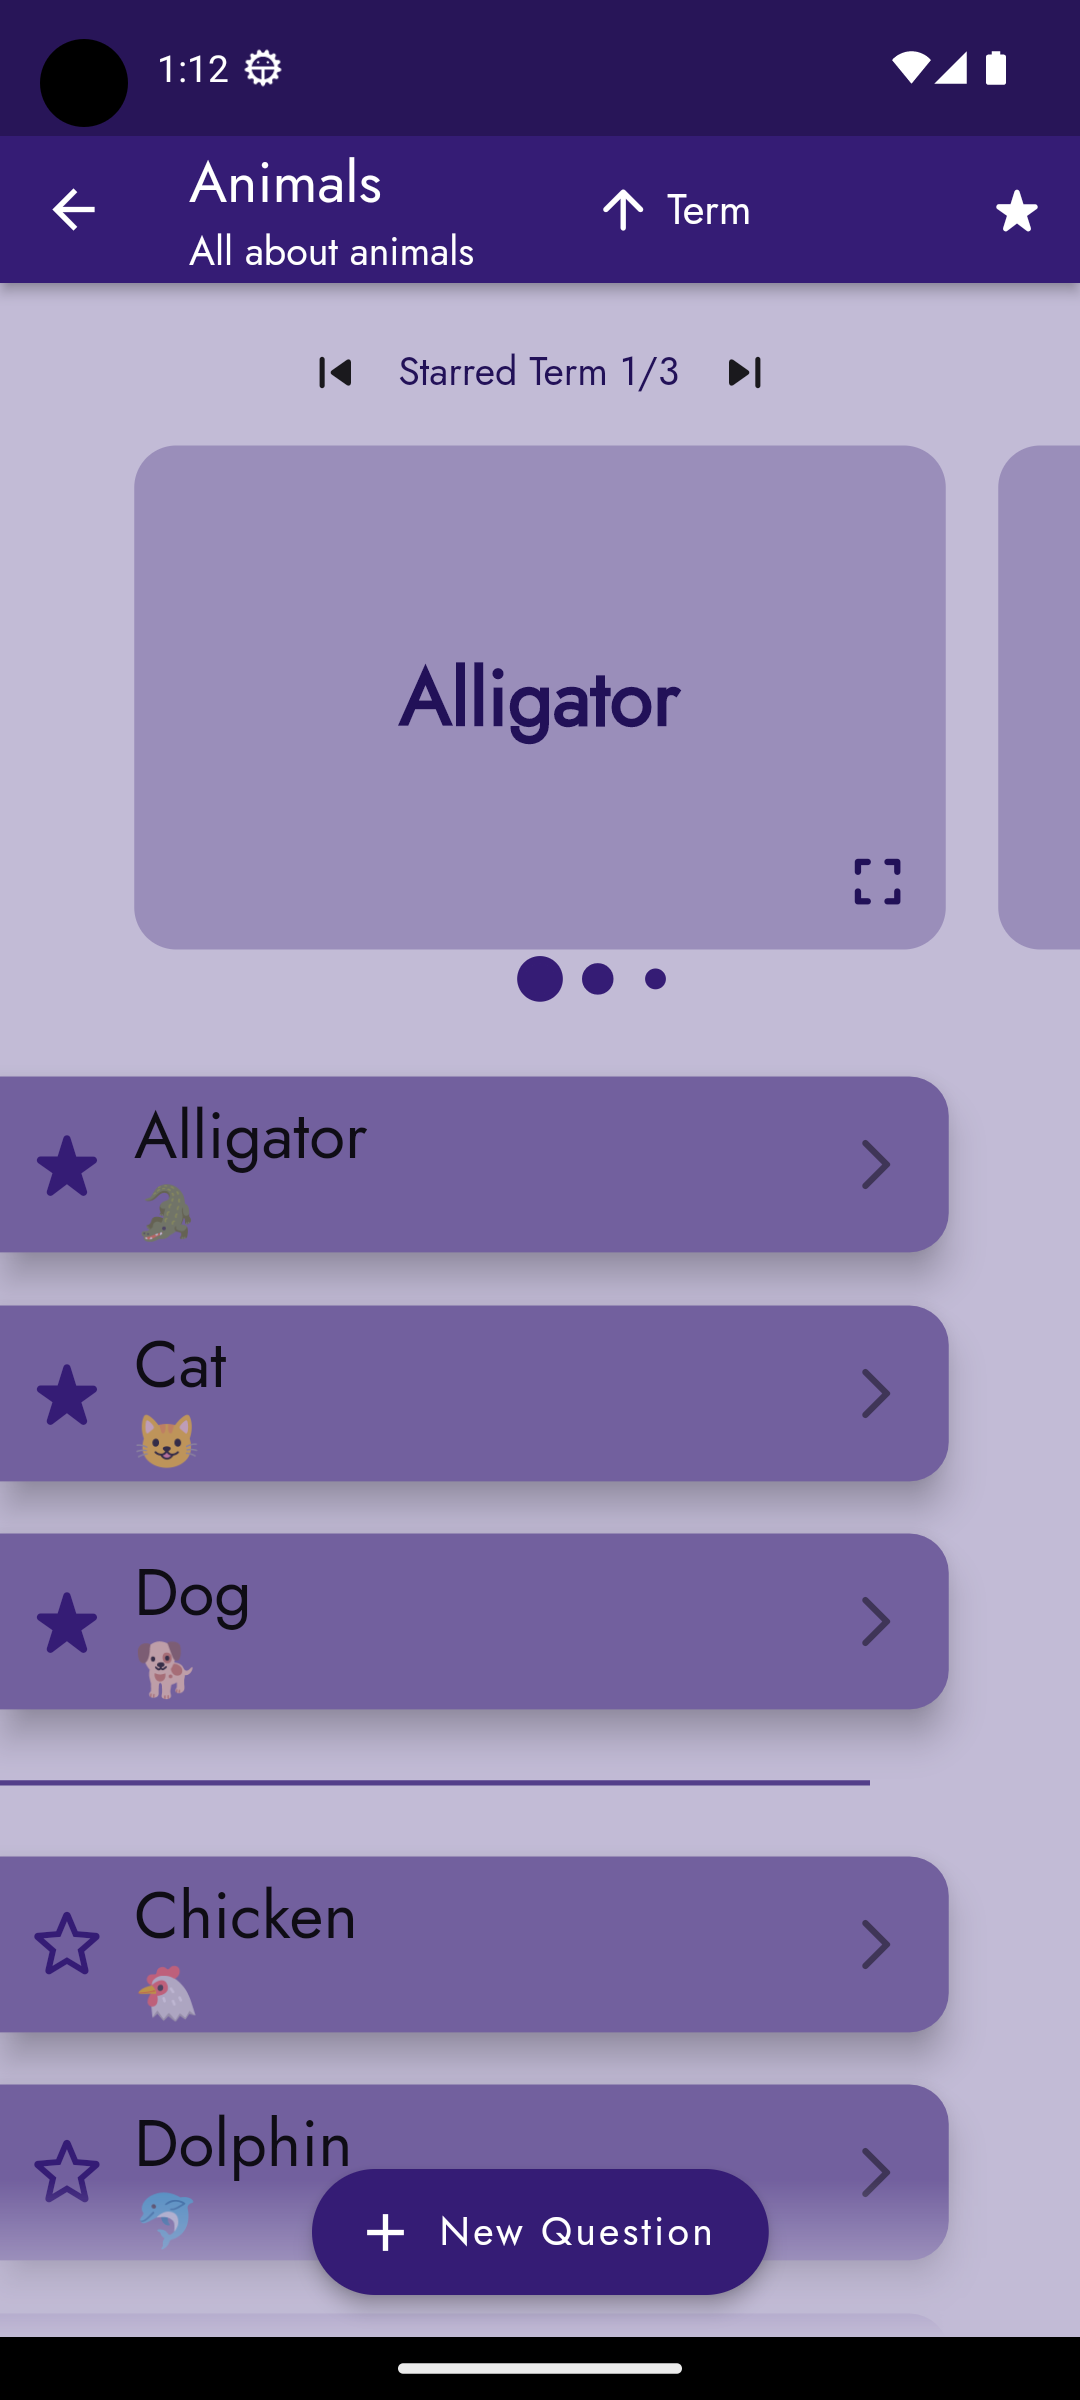 1:12
Animals
All about animals
Term
Starred Term 1/3
Alligator
Alligator
Cat
Dog
Chicken
Dolphin
New Question